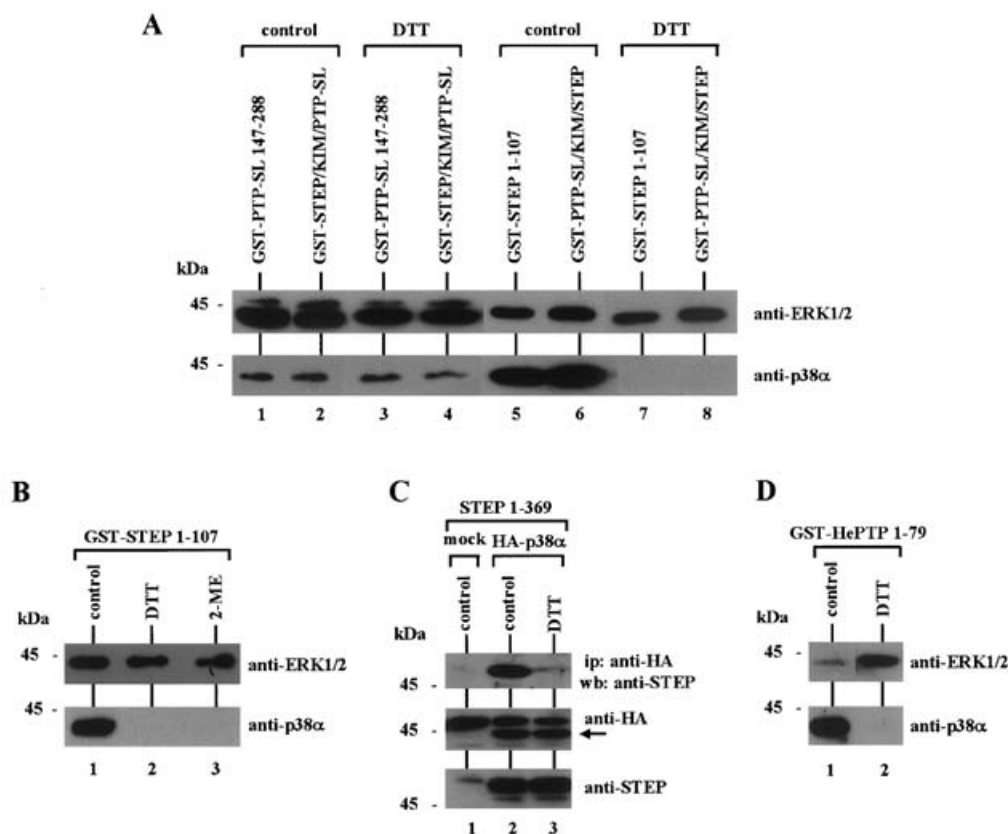 A
control DTT control DTT
GST-PTP-SL 147-288
GST-STEP/KIM/PTP-SL
GST-PTP-SL 147-288
GST-STEP/KIM/PTP-SL
GST-STEP 1-107
GST-PTP-SL/KIM/STEP
GST-STEP 1-107
GST-PTP-SL/KIM/STEP
kDa
45 - anti-ERK1/2
45 - anti-p38α
1 2 3 4 5 6 7 8
B
GST-STEP 1-107
control
DTT
2-ME
kDa
45 - anti-ERK1/2
45 - anti-p38α
1 2 3
C
STEP 1-369
mock HA-p38α
control
control
DTT
kDa
ip: anti-HA
45 - wb: anti-STEP
anti-HA
45 -
anti-STEP
45 -
1 2 3
D
GST-HePTP 1-79
control
DTT
kDa
45 - anti-ERK1/2
45 - anti-p38α
1 2